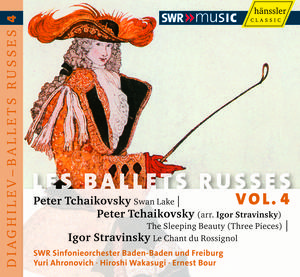 SWR»music
hänssler
CLASSIC
DIAGHILEV – BALLETS RUSSES 4
LES BALLETS RUSSES
VOL. 4
Peter Tchaikovsky Swan Lake |
Peter Tchaikovsky (arr. Igor Stravinsky)
The Sleeping Beauty (Three Pieces) |
Igor Stravinsky Le Chant du Rossignol
SWR Sinfonieorchester Baden-Baden und Freiburg
Yuri Ahronovich · Hiroshi Wakasugi · Ernest Bour